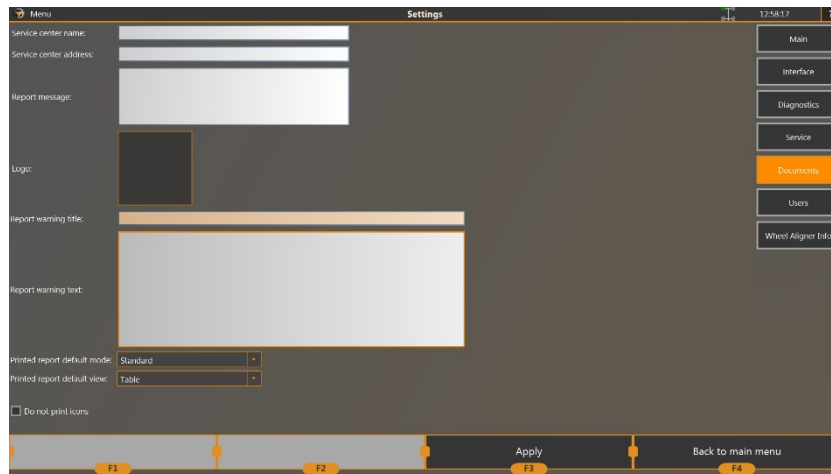 Menu
Settings
12:58:17
Service center name:
Service center address:
Report message:
Logo:
Report warning title:
Report warning text:
Printed report default mode: Standard
Printed report default view: Table
Do not print icons
Main
Interface
Diagnostics
Service
Documents
Users
Wheel Aligner Info
F1
F2
Apply
F3
Back to main menu
F4